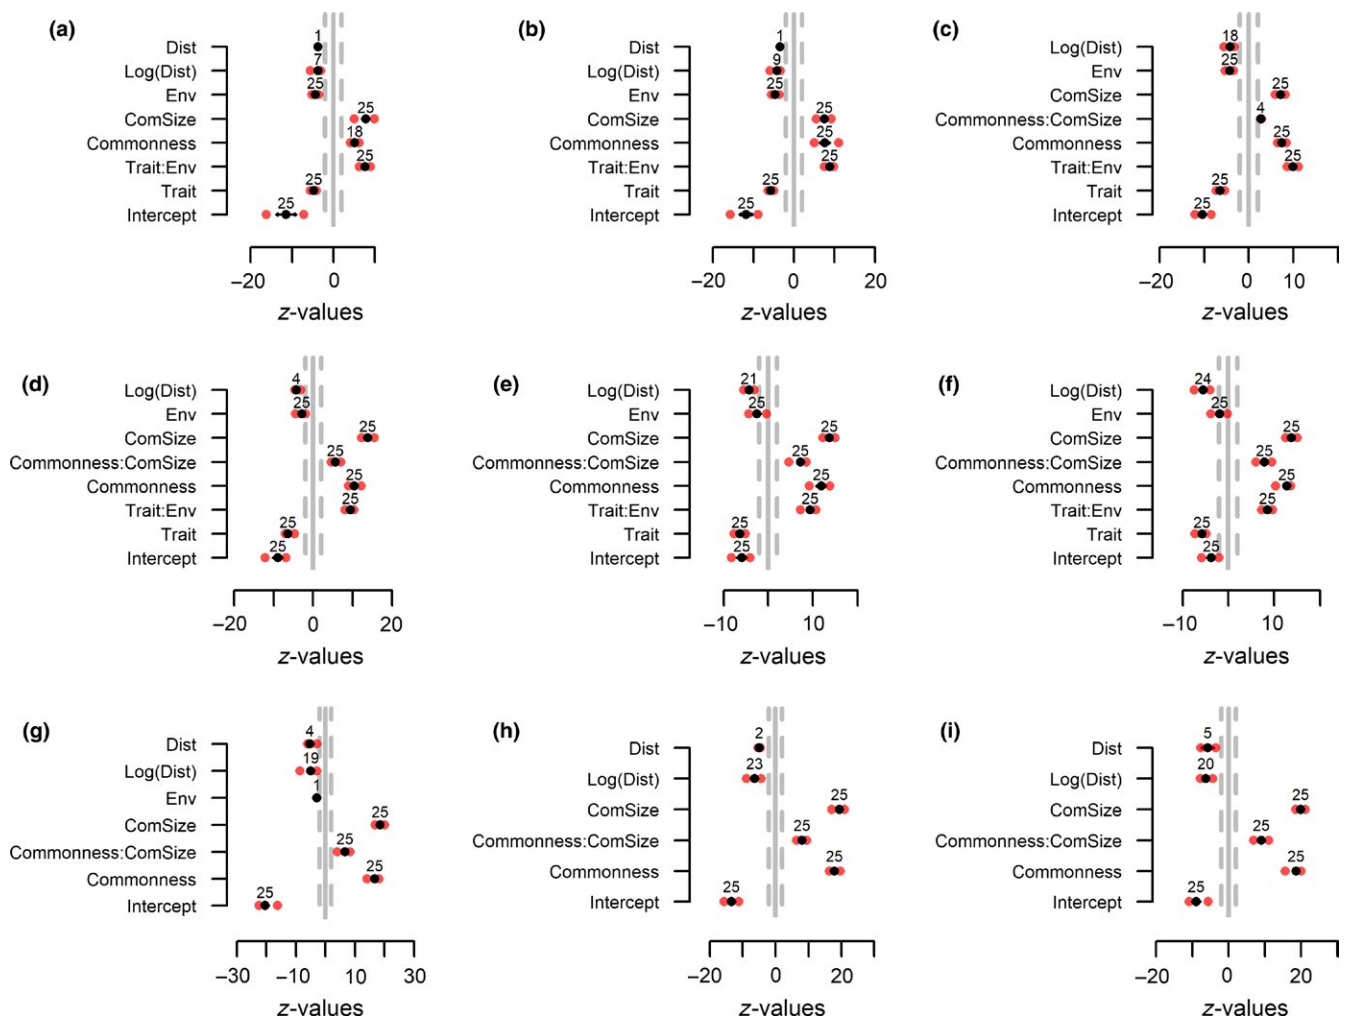 (a)
Dist 1
Log(Dist) 7
Env 25
ComSize 25
Commonness 18
Trait:Env 25
Trait 25
Intercept 25
−20 0
z-values
(b)
Dist 1
Log(Dist) 9
Env 25
ComSize 25
Commonness 25
Trait:Env 25
Trait 25
Intercept 25
−20 0 20
z-values
(c)
Log(Dist) 18
Env 25
ComSize 25
Commonness:ComSize 4
Commonness 25
Trait:Env 25
Trait 25
Intercept 25
−20 0 10
z-values
(d)
Log(Dist) 4
Env 25
ComSize 25
Commonness:ComSize 25
Commonness 25
Trait:Env 25
Trait 25
Intercept 25
−20 0 20
z-values
(e)
Log(Dist) 21
Env 25
ComSize 25
Commonness:ComSize 25
Commonness 25
Trait:Env 25
Trait 25
Intercept 25
−10 10
z-values
(f)
Log(Dist) 24
Env 25
ComSize 25
Commonness:ComSize 25
Commonness 25
Trait:Env 25
Trait 25
Intercept 25
−10 10
z-values
(g)
Dist 4
Log(Dist) 19
Env 1
ComSize 25
Commonness:ComSize 25
Commonness 25
Intercept 25
−30 −10 10 30
z-values
(h)
Dist 2
Log(Dist) 23
ComSize 25
Commonness:ComSize 25
Commonness 25
Intercept 25
−20 0 20
z-values
(i)
Dist 5
Log(Dist) 20
ComSize 25
Commonness:ComSize 25
Commonness 25
Intercept 25
−20 0 20
z-values